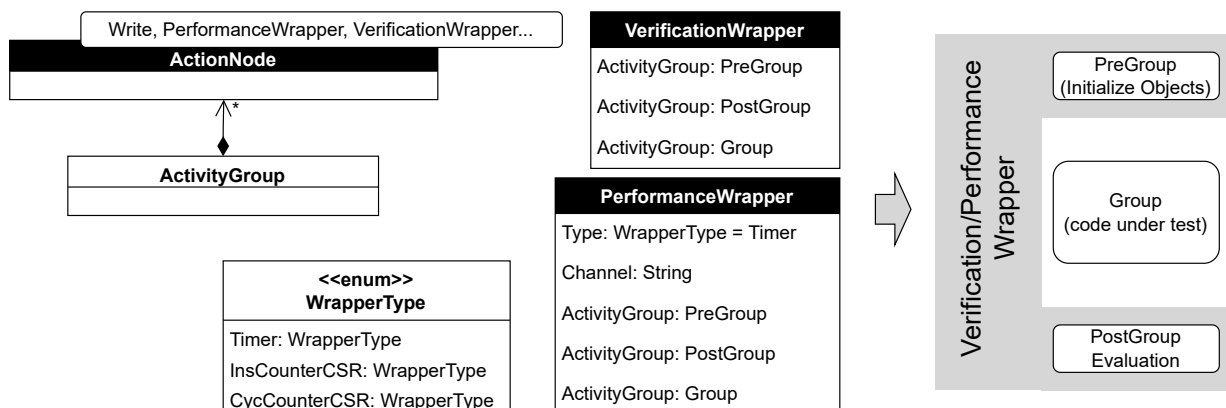 Write, PerformanceWrapper, VerificationWrapper...
ActionNode
*
ActivityGroup
<<enum>>
WrapperType
Timer: WrapperType
InsCounterCSR: WrapperType
CycCounterCSR: WrapperType
VerificationWrapper
ActivityGroup: PreGroup
ActivityGroup: PostGroup
ActivityGroup: Group
PerformanceWrapper
Type: WrapperType = Timer
Channel: String
ActivityGroup: PreGroup
ActivityGroup: PostGroup
ActivityGroup: Group
Verification/Performance
Wrapper
PreGroup
(Initialize Objects)
Group
(code under test)
PostGroup
Evaluation